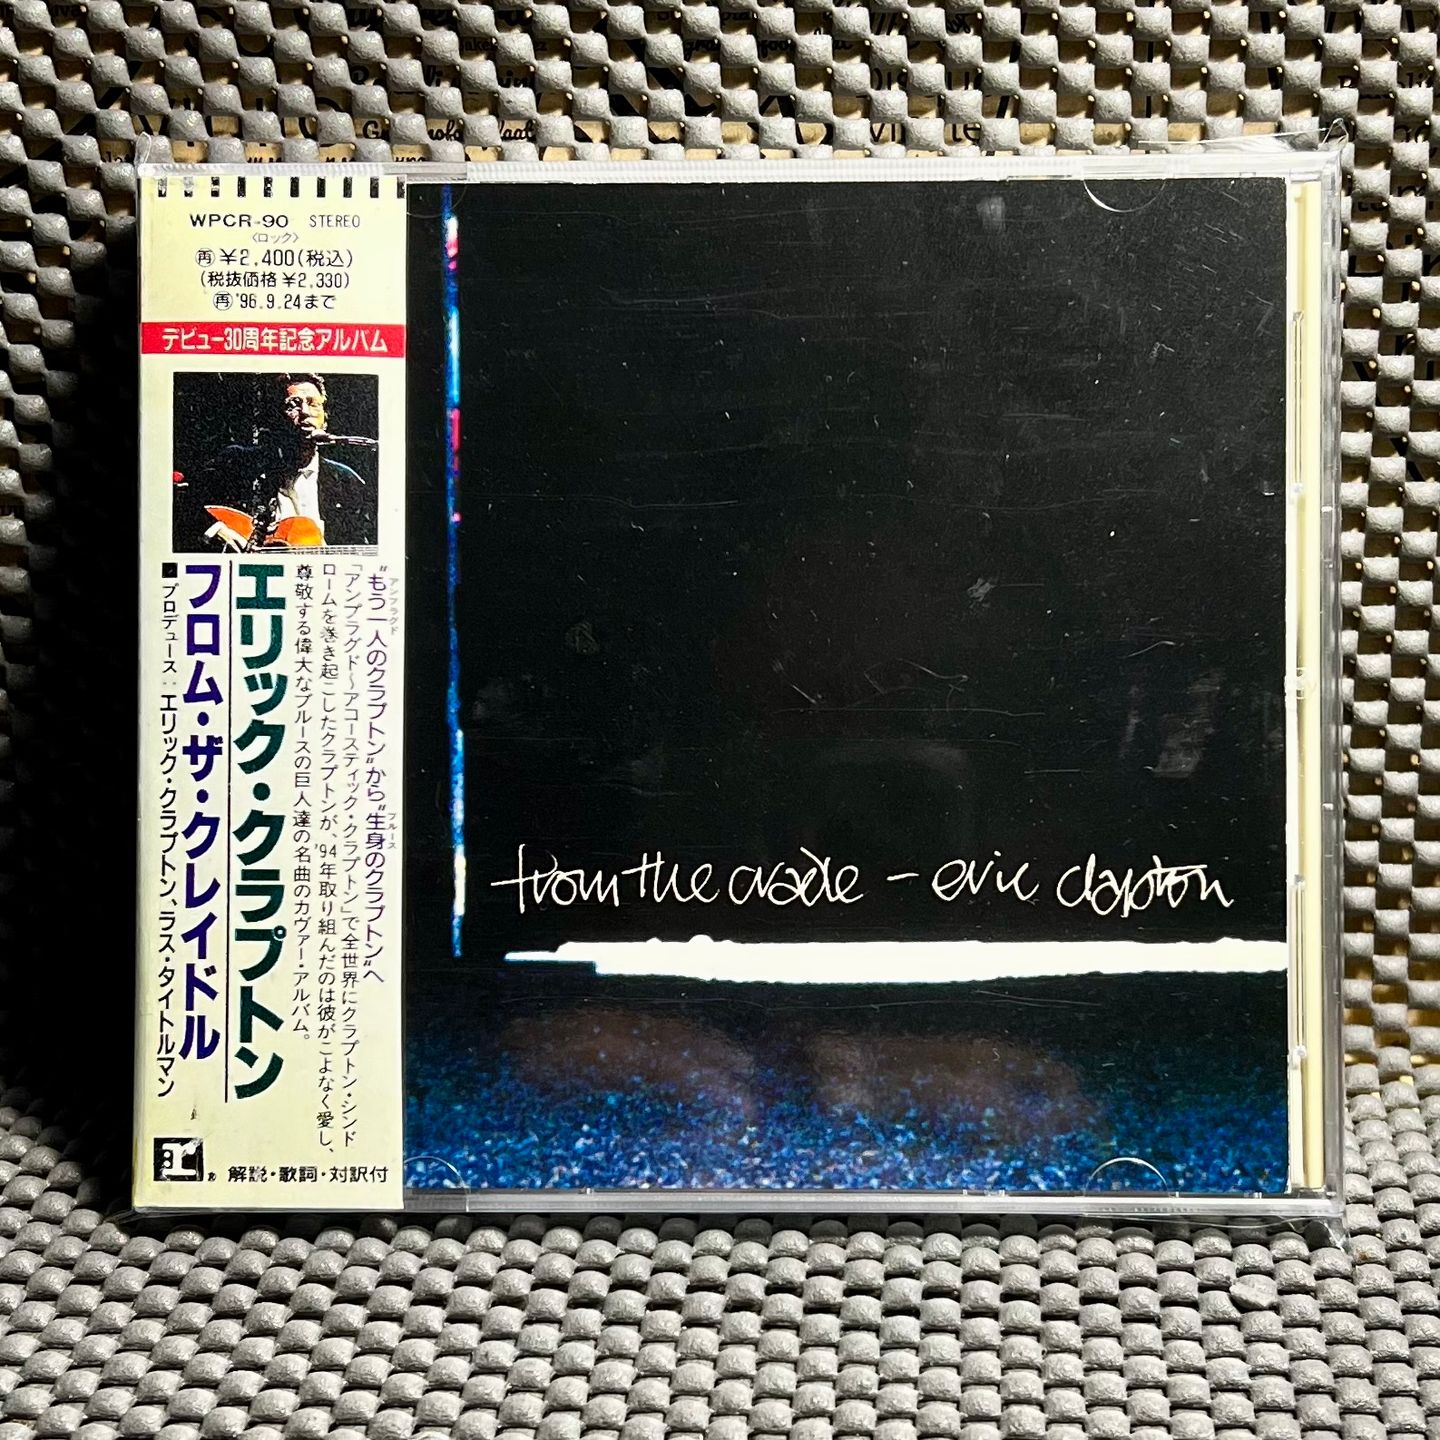 WPCR-90 STEREO
〈ロック〉
再 ¥2,400(税込)
(税抜価格 ¥2,330)
再 '96.9.24まで
デビュー30周年記念アルバム
"もう一人のクラプトン"から"生身のクラプトン"へ
アンプラグド
ブルース
「アンプラグド〜アコースティック・クラプトン」で全世界にクラプトン・シンド
ロームを巻き起こしたクラプトンが、'94年取り組んだのは彼がこよなく愛し、
尊敬する偉大なブルースの巨人達の名曲のカヴァー・アルバム。
エリック・クラプトン
フロム・ザ・クレイドル
■プロデュース:エリック・クラプトン、ラス・タイトルマン
r ® 解説・歌詞・対訳付
from the cradle - eric clapton